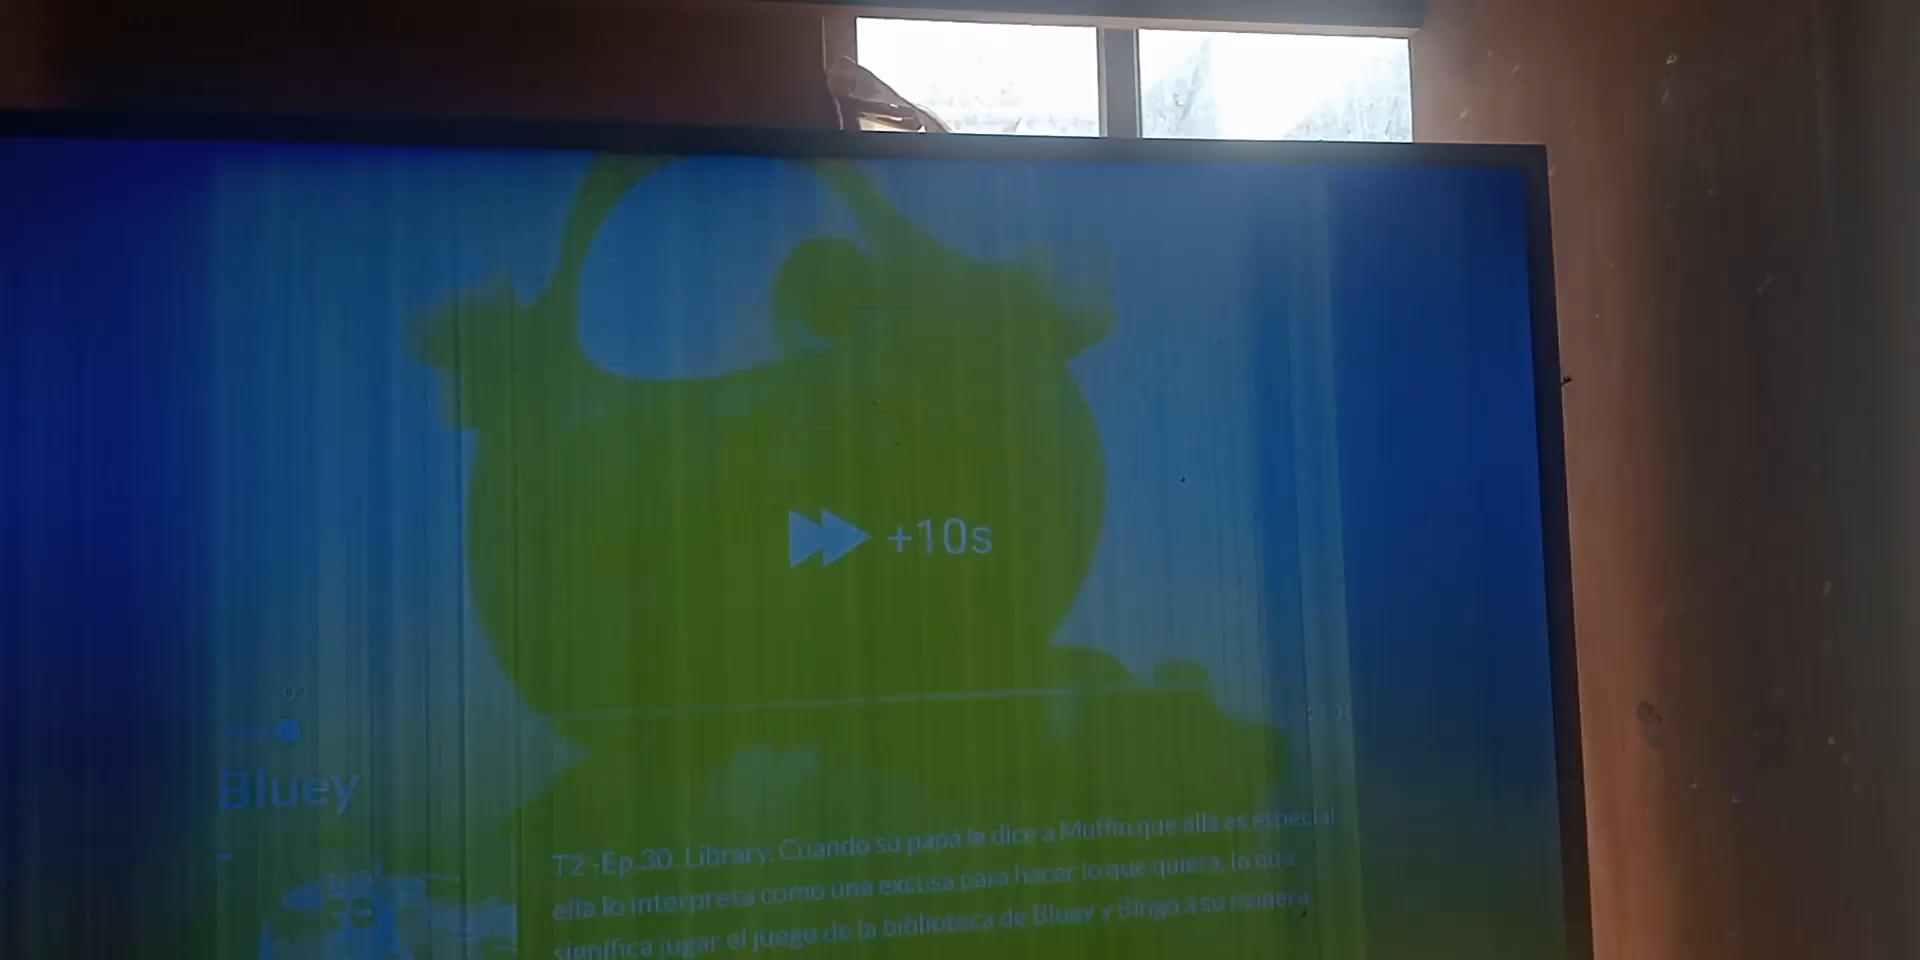 +10s
:02
Bluey
T2 -Ep.30. Library. Cuando su papá le dice a Muffin que ella es especial
ella lo interpreta como una excusa para hacer lo que quiera, lo que
significa jugar el juego de la biblioteca de Bluey y Bingo a su manera